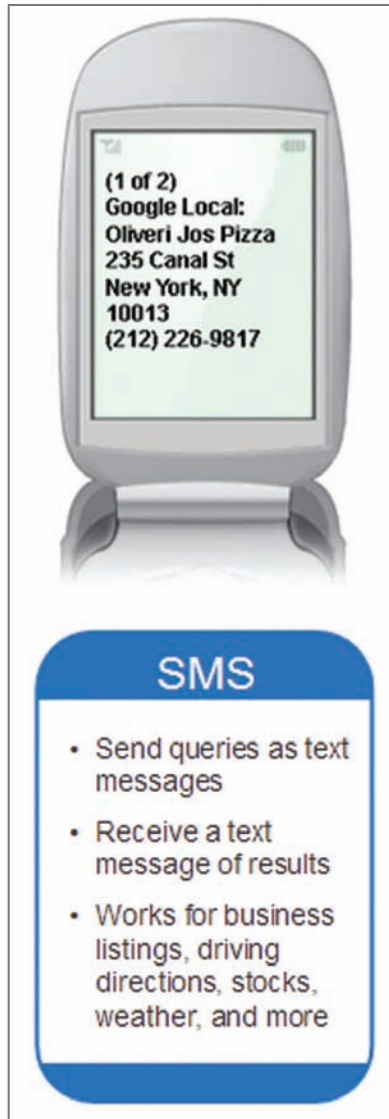 (1 of 2)
Google Local:
Oliveri Jos Pizza
235 Canal St
New York, NY
10013
(212) 226-9817
SMS
• Send queries as text
messages
• Receive a text
message of results
• Works for business
listings, driving
directions, stocks,
weather, and more